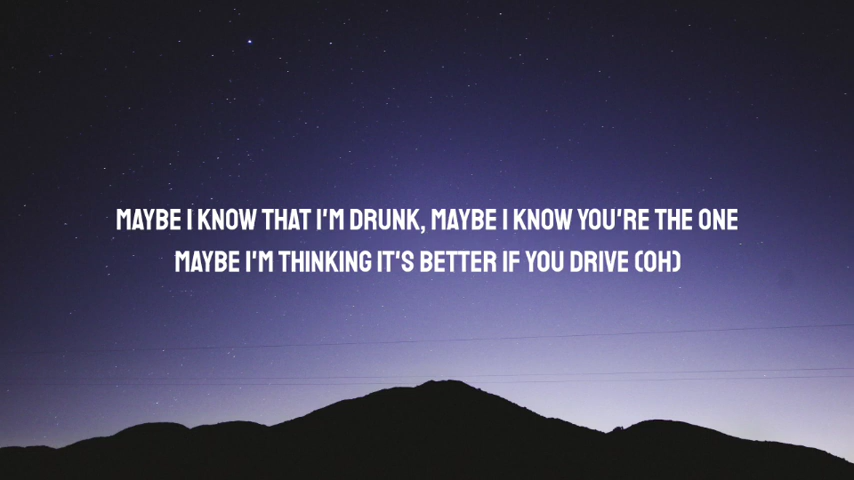 MAYBE I KNOW THAT I'M DRUNK, MAYBE I KNOW YOU'RE THE ONE
MAYBE I'M THINKING IT'S BETTER IF YOU DRIVE (OH)